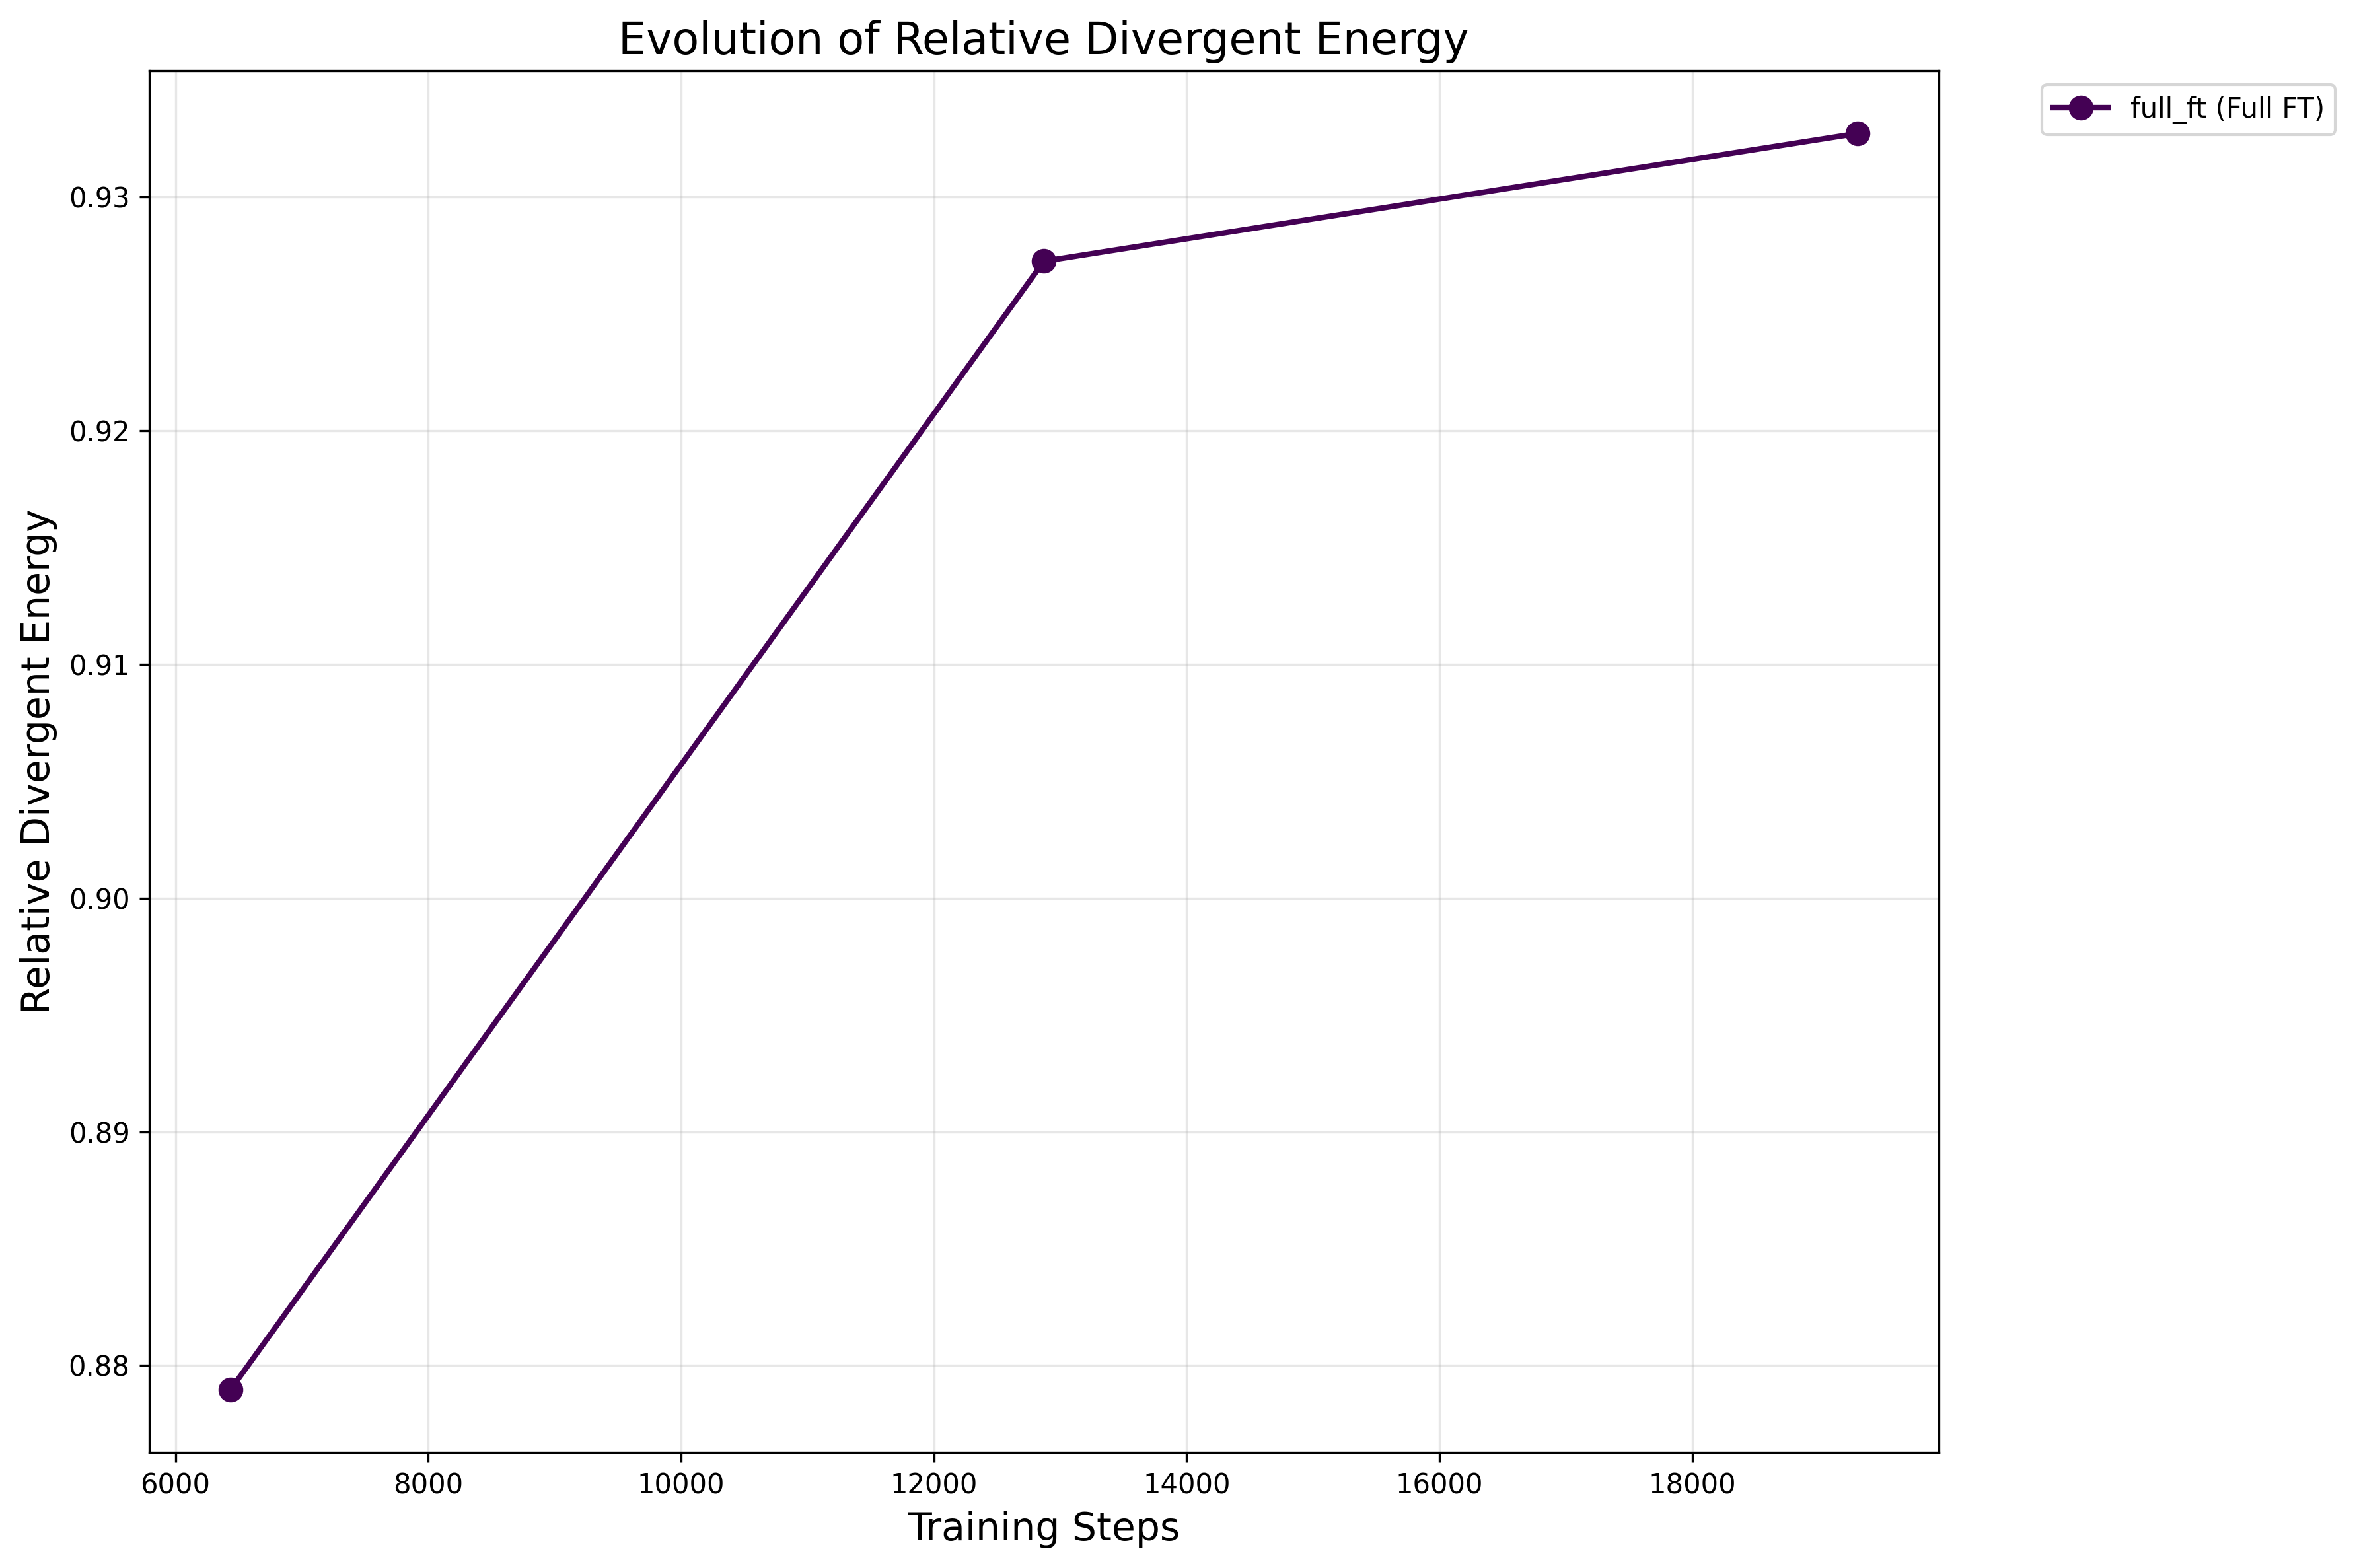 Evolution of Relative Divergent Energy
full_ft (Full FT)
Relative Divergent Energy
0.93
0.92
0.91
0.90
0.89
0.88
6000 8000 10000 12000 14000 16000 18000
Training Steps